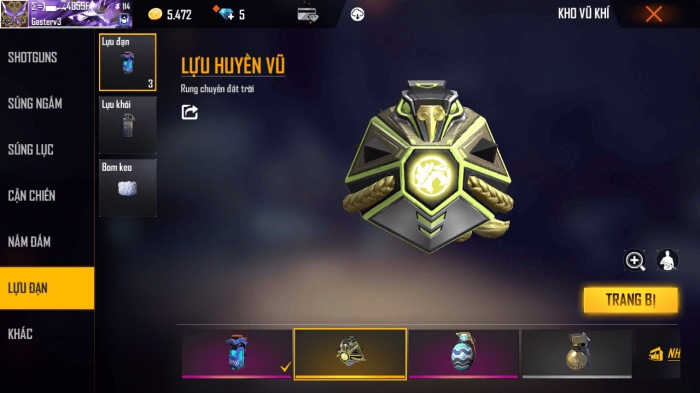 # 114
Gasterv3
5.472
+ 5
KHO VŨ KHÍ
SHOTGUNS
SÚNG NGẮM
SÚNG LỤC
CẬN CHIẾN
NẮM ĐẤM
LỰU ĐẠN
KHÁC
Lựu đạn
3
Lựu khói
Bom keo
LỰU HUYỀN VŨ
Rung chuyển đất trời
TRANG BỊ
NH